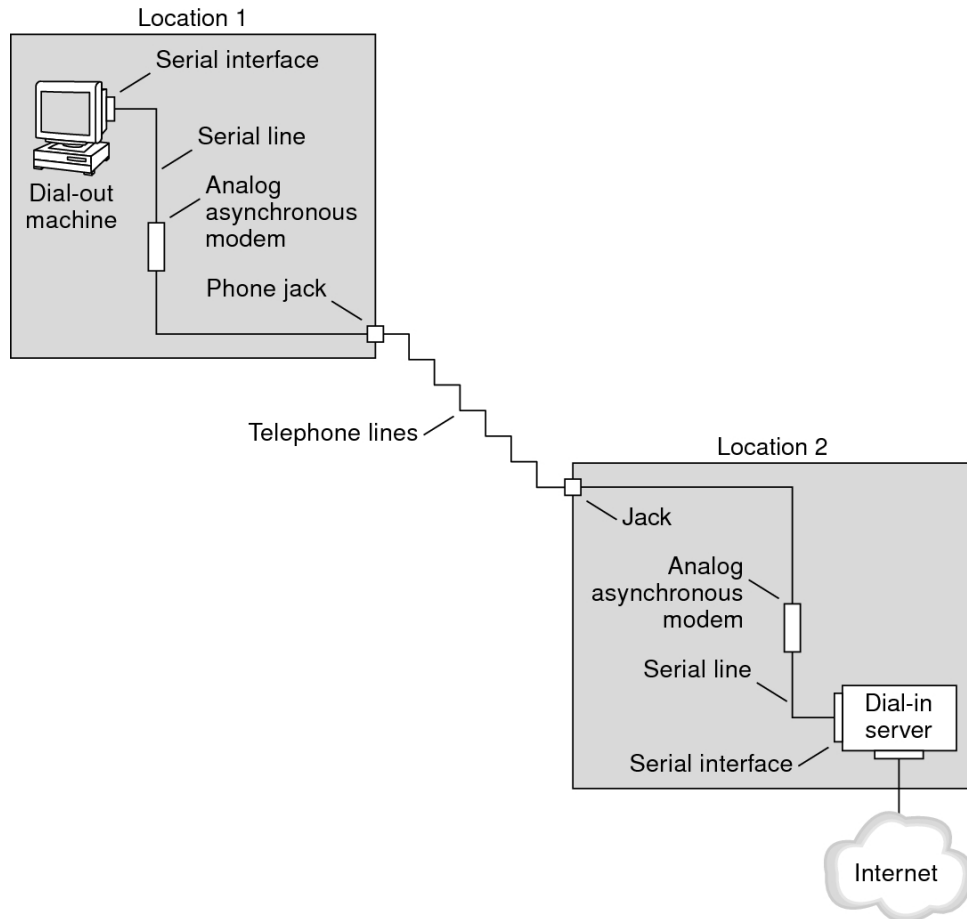 Location 1
Serial interface
Serial line
Dial-out
machine
Analog
asynchronous
modem
Phone jack
Telephone lines
Location 2
Jack
Analog
asynchronous
modem
Serial line
Dial-in
server
Serial interface
Internet